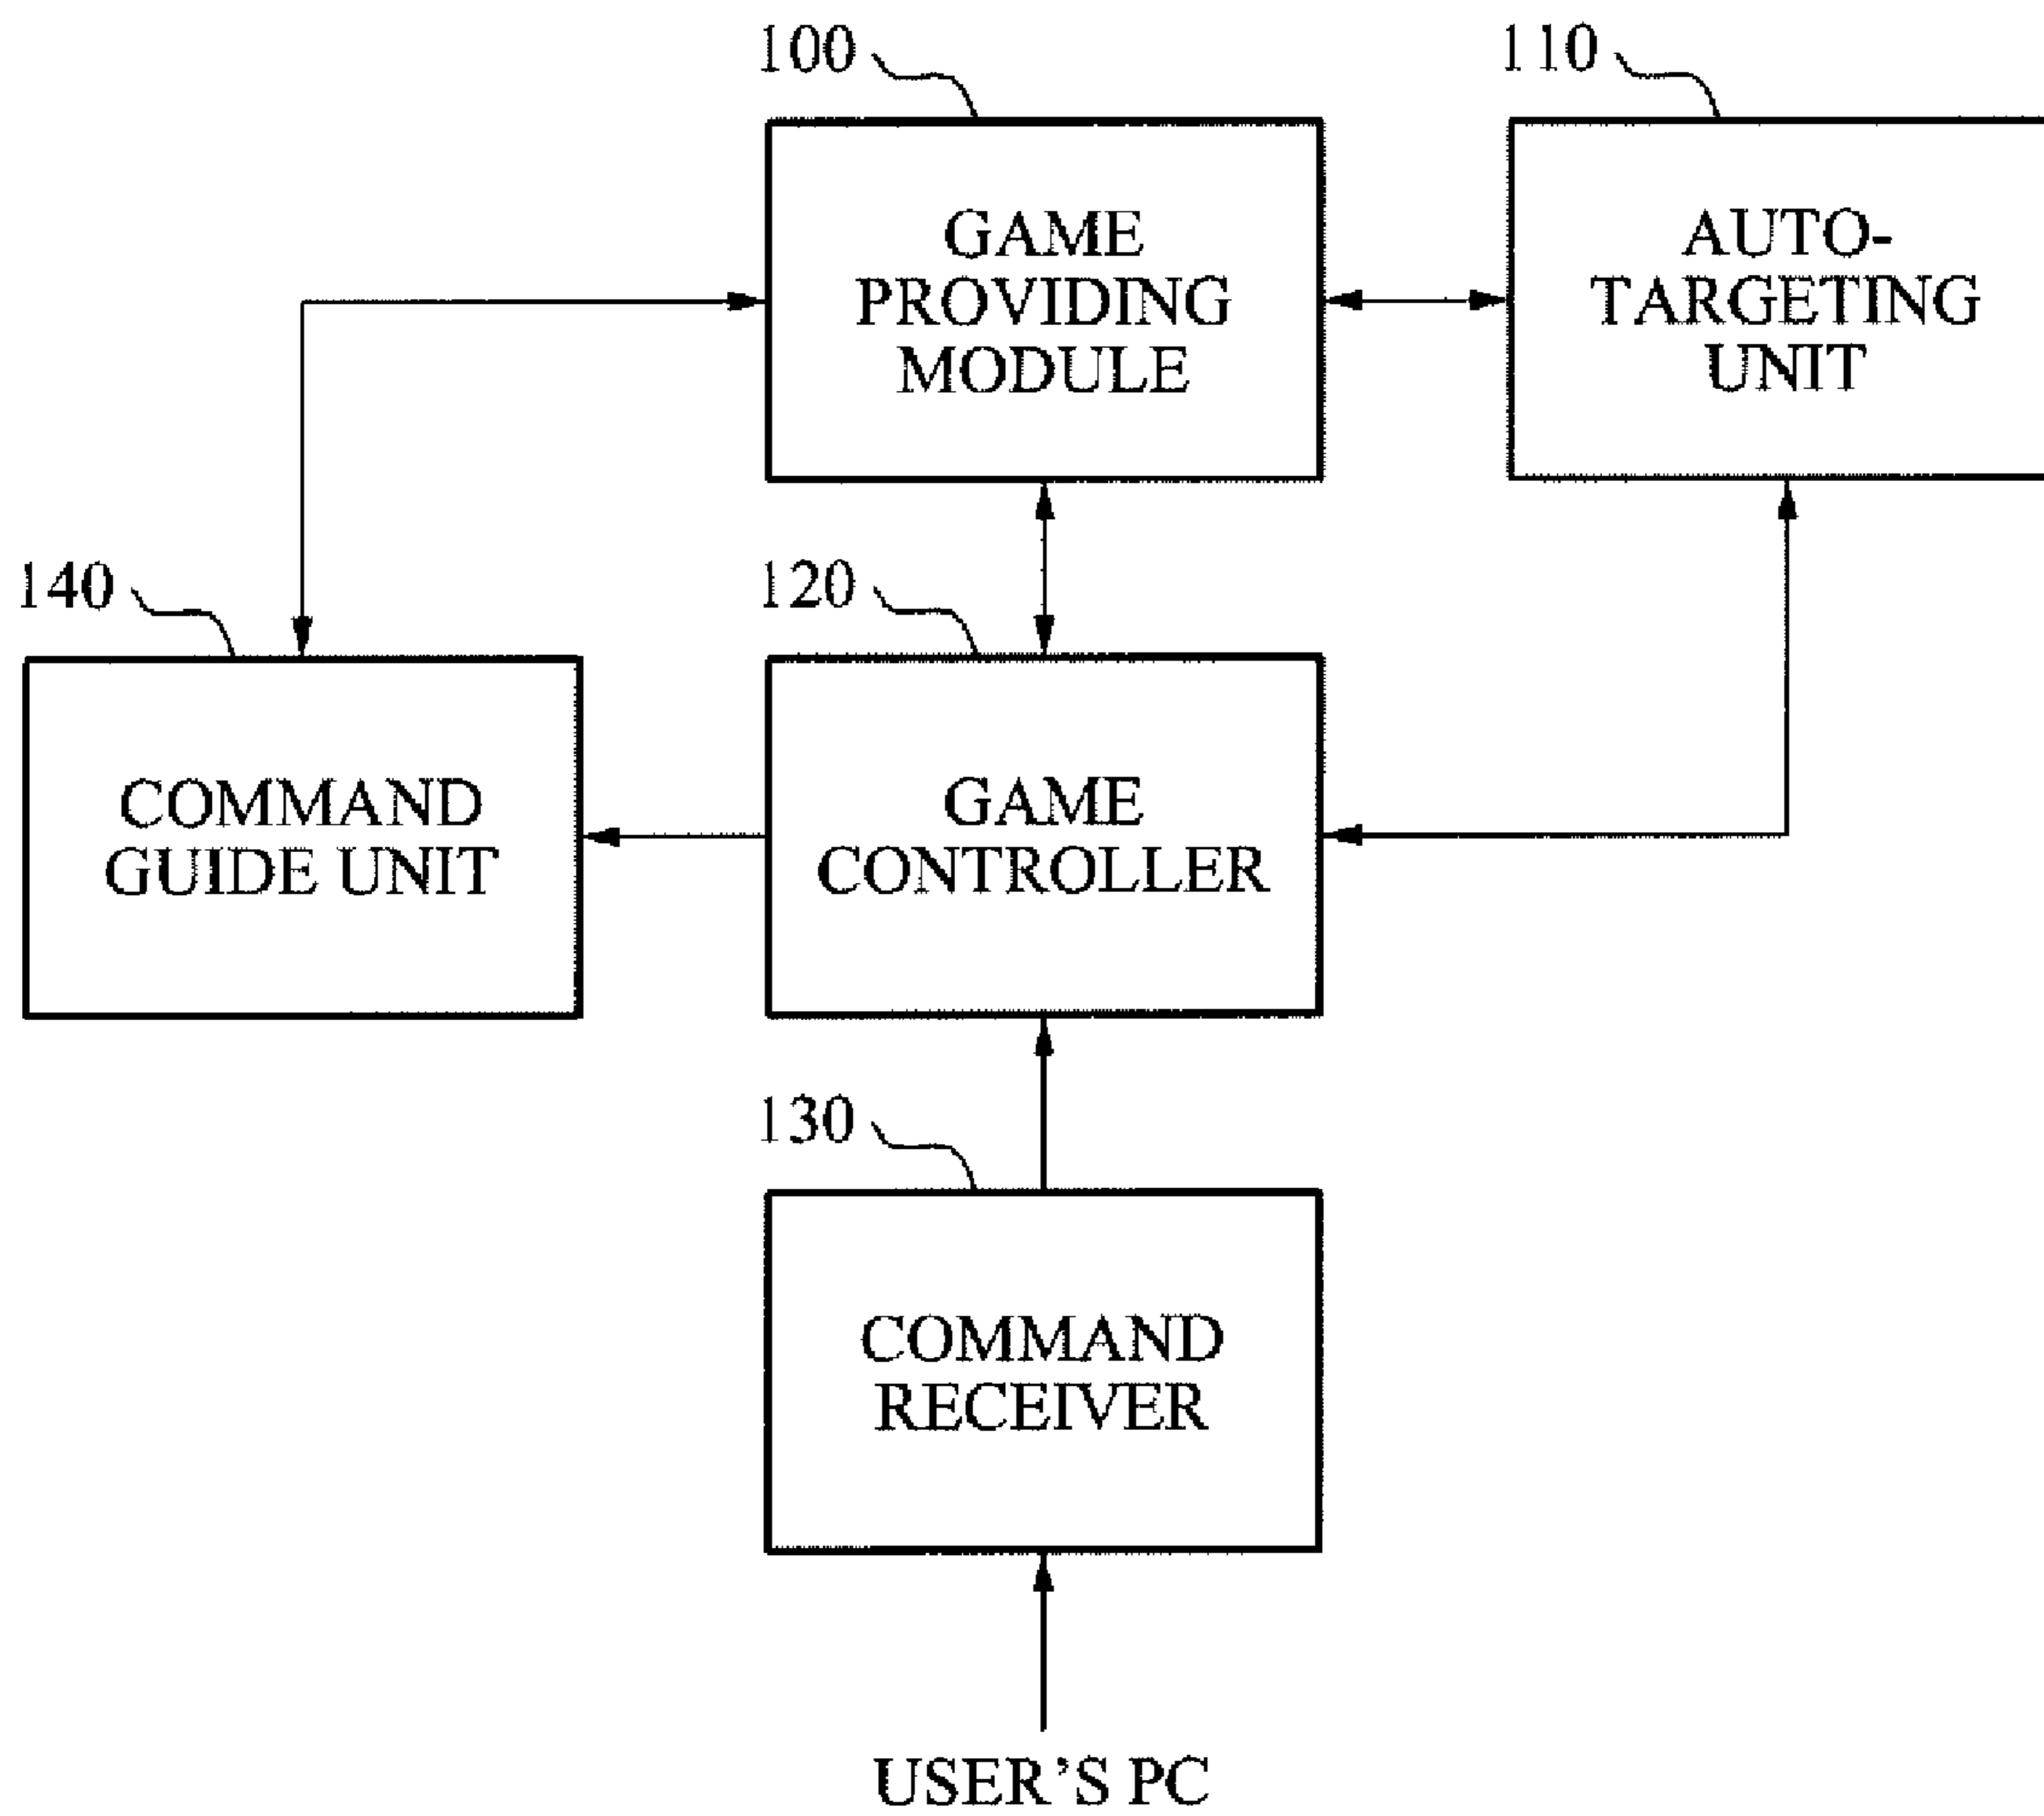 100
110
GAME
PROVIDING
MODULE
AUTO-
TARGETING
UNIT
140
120
COMMAND
GUIDE UNIT
GAME
CONTROLLER
130
COMMAND
RECEIVER
USER'S PC